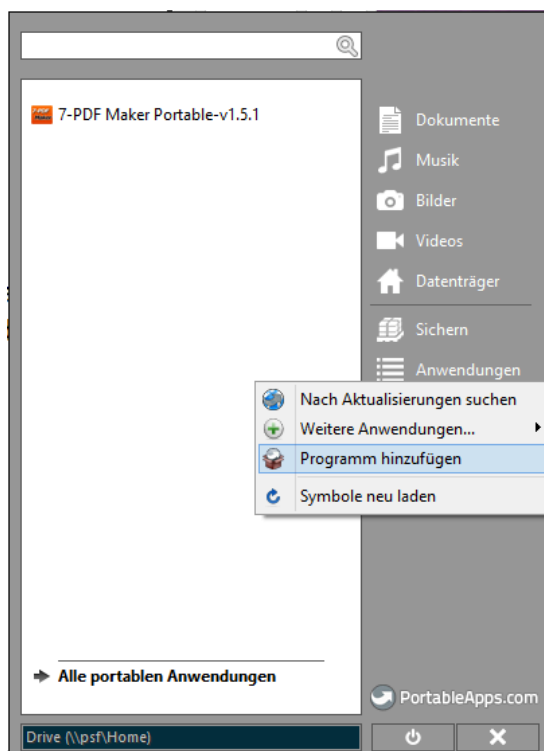 7-PDF Maker Portable-v1.5.1
Dokumente
Musik
Bilder
Videos
Datenträger
Sichern
Anwendungen
Nach Aktualisierungen suchen
Weitere Anwendungen...
Programm hinzufügen
Symbole neu laden
Alle portablen Anwendungen
PortableApps.com
Drive (\\psf\Home)